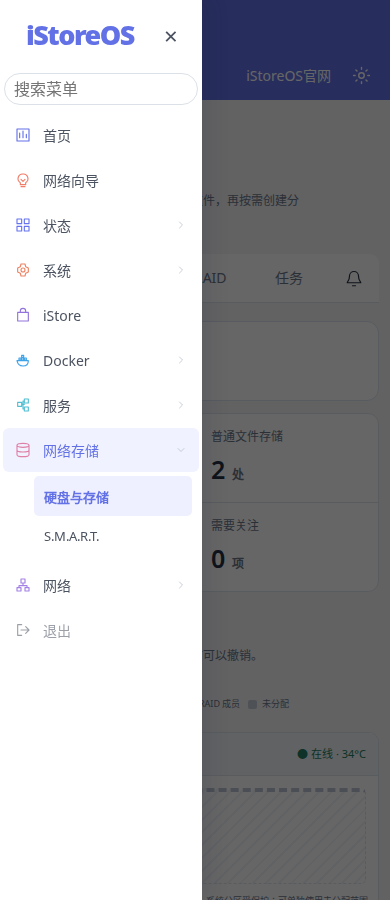 iStoreOS
×
iStoreOS官网
搜索菜单
首页
网络向导
件，再按需创建分
状态
系统
AID
任务
iStore
Docker
服务
网络存储
普通文件存储
2 处
硬盘与存储
S.M.A.R.T.
需要关注
0 项
网络
退出
可以撤销。
RAID 成员
未分配
在线 · 34°C